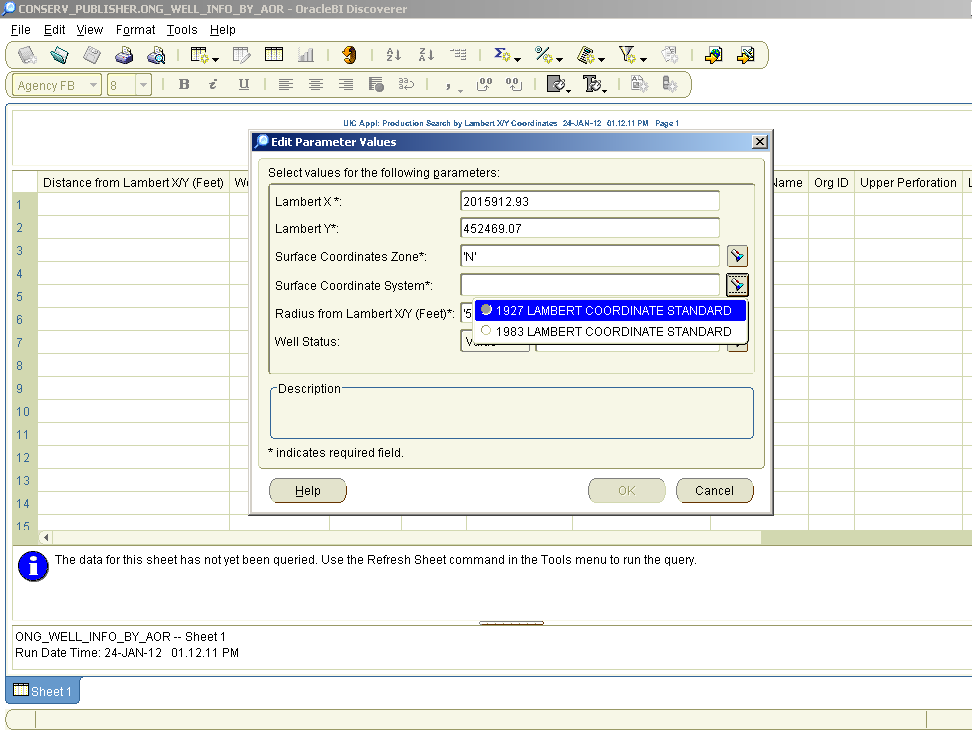 CONSERV_PUBLISHER.ONG_WELL_INFO_BY_AOR - OracleBI Discoverer
File Edit View Format Tools Help
Agency FB 8 B i U
UIC Appl: Production Search by Lambert X/Y Coordinates 24-JAN-12 01.12.11 PM Page 1
Edit Parameter Values
Select values for the following parameters:
Distance from Lambert X/Y (Feet) Name Org ID Upper Perforation
Lambert X *: 2015912.93
Lambert Y*: 452469.07
Surface Coordinates Zone*: 'N'
Surface Coordinate System*:
1927 LAMBERT COORDINATE STANDARD
Radius from Lambert X/Y (Feet)*: '5
1983 LAMBERT COORDINATE STANDARD
Well Status:
Description
* indicates required field.
Help OK Cancel
1
2
3
4
5
6
7
8
9
10
11
12
13
14
15
The data for this sheet has not yet been queried. Use the Refresh Sheet command in the Tools menu to run the query.
ONG_WELL_INFO_BY_AOR -- Sheet 1
Run Date Time: 24-JAN-12 01.12.11 PM
Sheet 1